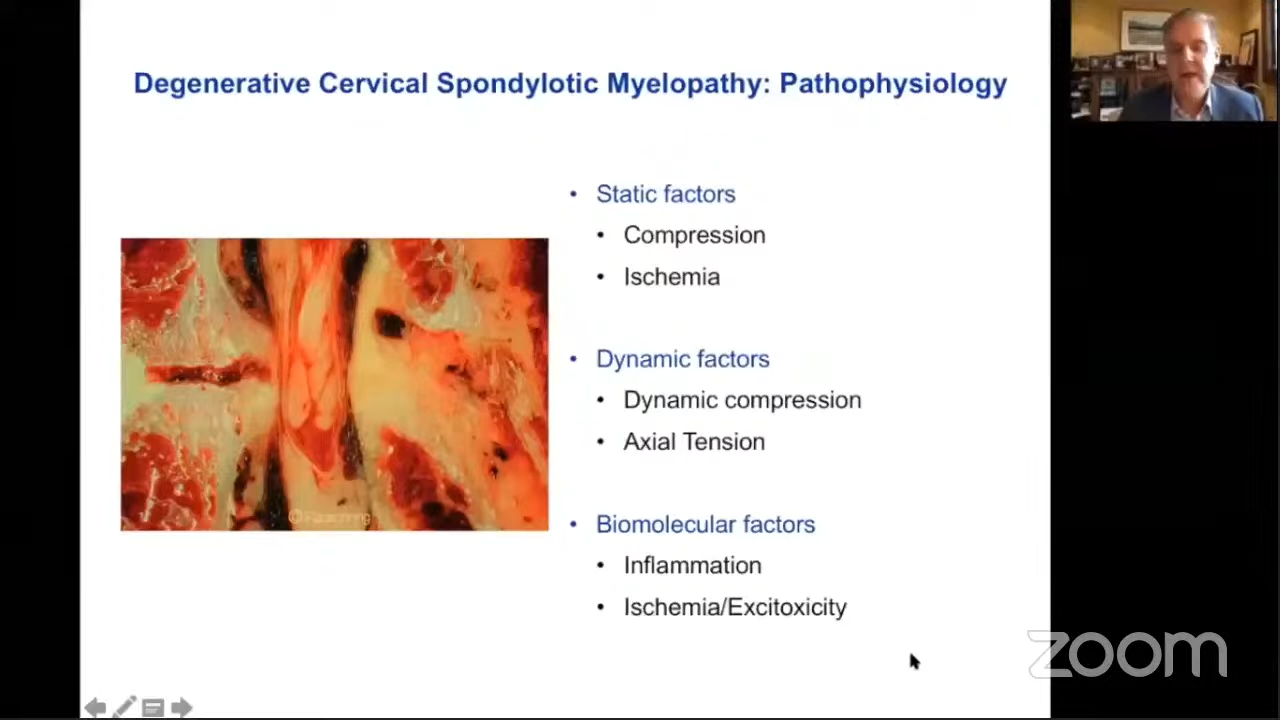 Degenerative Cervical Spondylotic Myelopathy: Pathophysiology
• Static factors
• Compression
• Ischemia
• Dynamic factors
• Dynamic compression
• Axial Tension
• Biomolecular factors
• Inflammation
• Ischemia/Excitoxicity
zoom